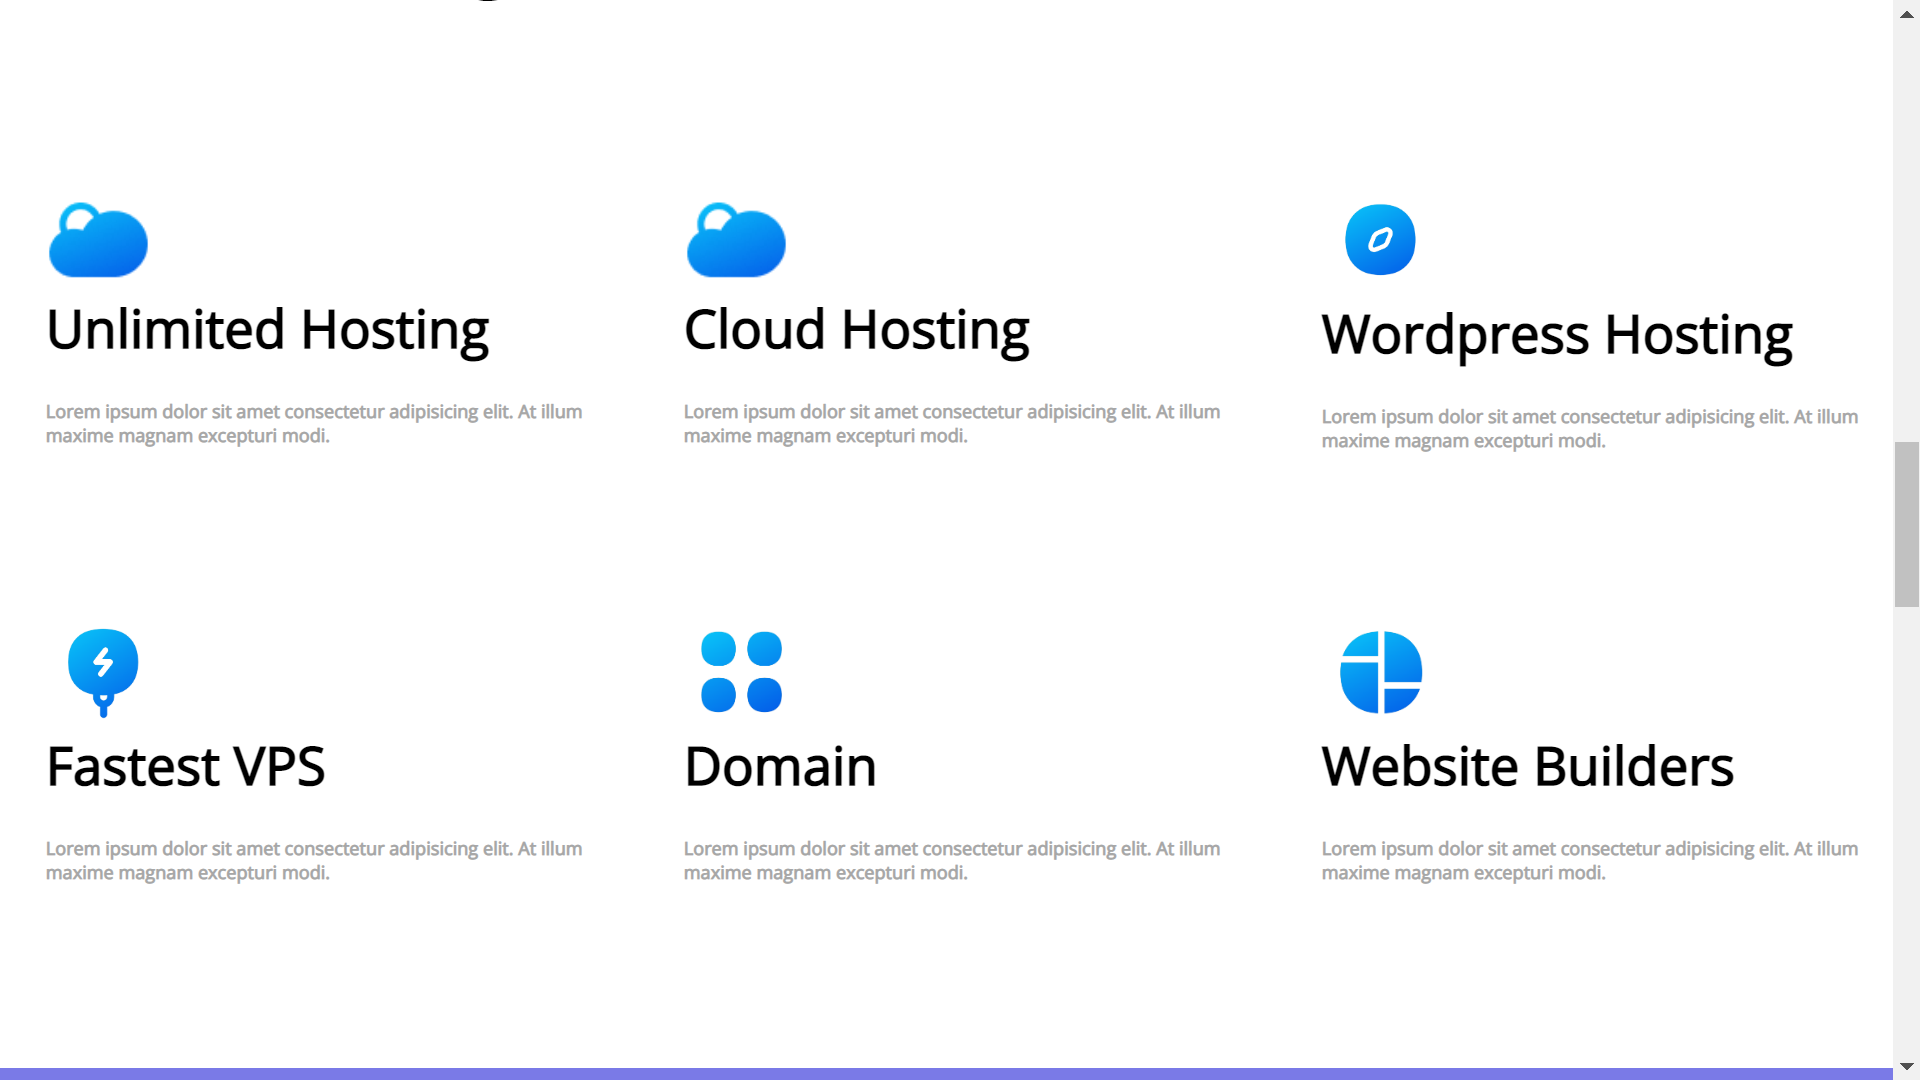 Unlimited Hosting
Lorem ipsum dolor sit amet consectetur adipisicing elit. At illum
maxime magnam excepturi modi.
Cloud Hosting
Lorem ipsum dolor sit amet consectetur adipisicing elit. At illum
maxime magnam excepturi modi.
Wordpress Hosting
Lorem ipsum dolor sit amet consectetur adipisicing elit. At illum
maxime magnam excepturi modi.
Fastest VPS
Lorem ipsum dolor sit amet consectetur adipisicing elit. At illum
maxime magnam excepturi modi.
Domain
Lorem ipsum dolor sit amet consectetur adipisicing elit. At illum
maxime magnam excepturi modi.
Website Builders
Lorem ipsum dolor sit amet consectetur adipisicing elit. At illum
maxime magnam excepturi modi.